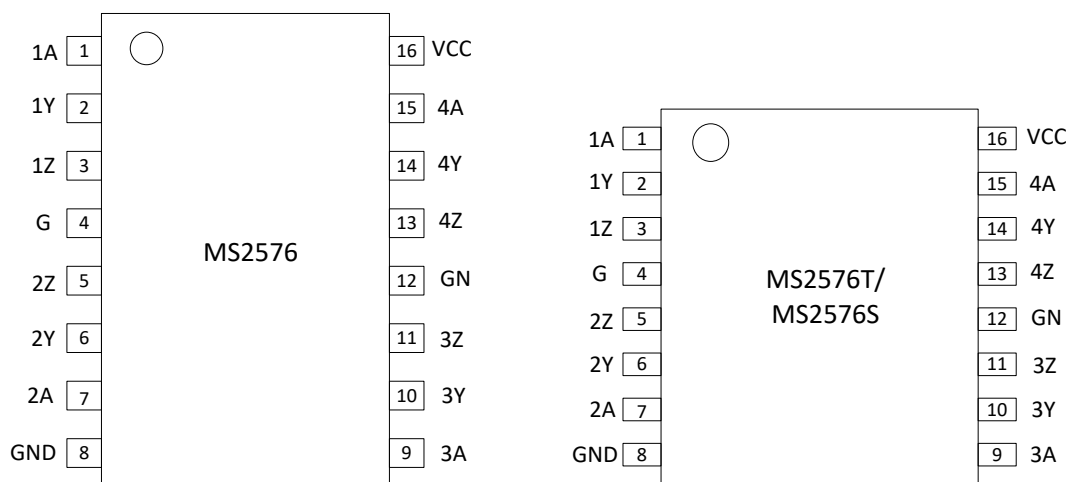 1A 1 16 VCC
1Y 2 15 4A
1Z 3 14 4Y
G 4 13 4Z
MS2576
2Z 5 12 GN
2Y 6 11 3Z
2A 7 10 3Y
GND 8 9 3A
1A 1 16 VCC
1Y 2 15 4A
1Z 3 14 4Y
G 4 13 4Z
MS2576T/
MS2576S
2Z 5 12 GN
2Y 6 11 3Z
2A 7 10 3Y
GND 8 9 3A